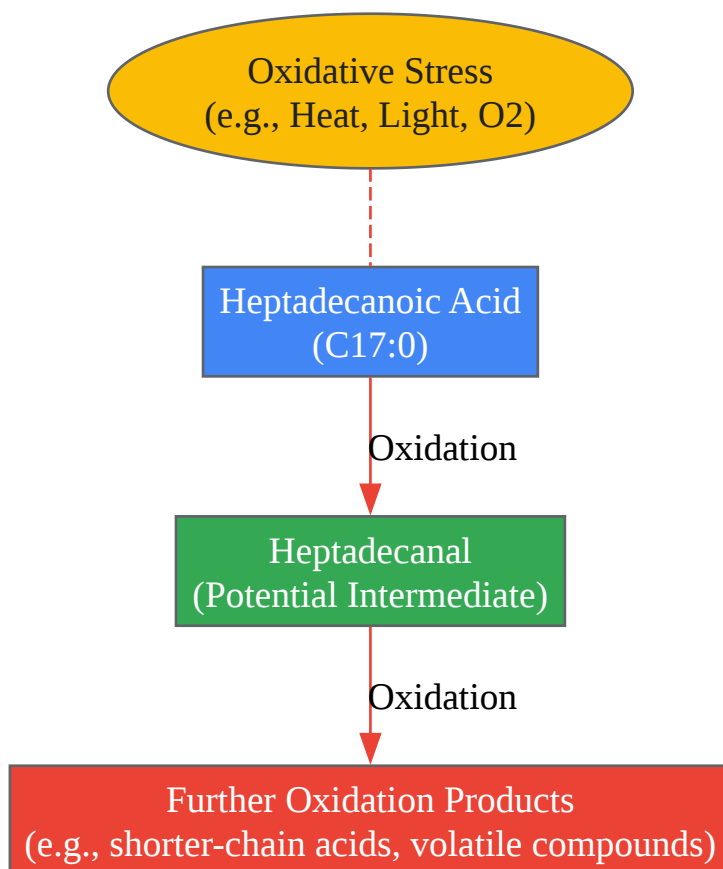 Oxidative Stress
(e.g., Heat, Light, O2)
Heptadecanoic Acid
(C17:0)
Oxidation
Heptadecanal
(Potential Intermediate)
Oxidation
Further Oxidation Products
(e.g., shorter-chain acids, volatile compounds)